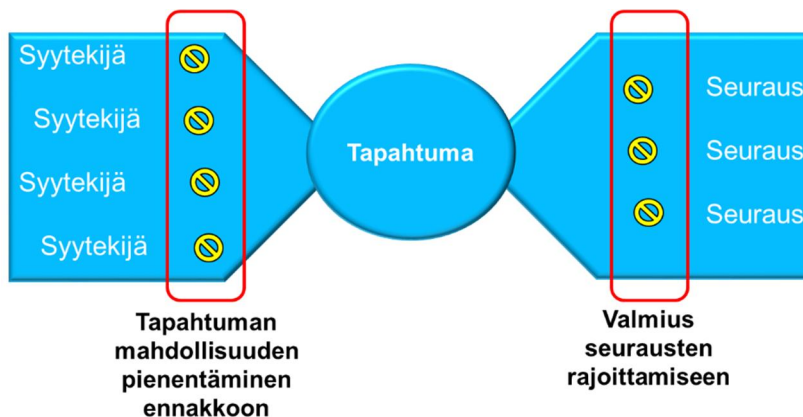 Syytekijä
Syytekijä
Syytekijä
Syytekijä
Tapahtuma
Seuraus
Seuraus
Seuraus
Tapahtuman
mahdollisuuden
pienentäminen
ennakkoon
Valmius
seurausten
rajoittamiseen